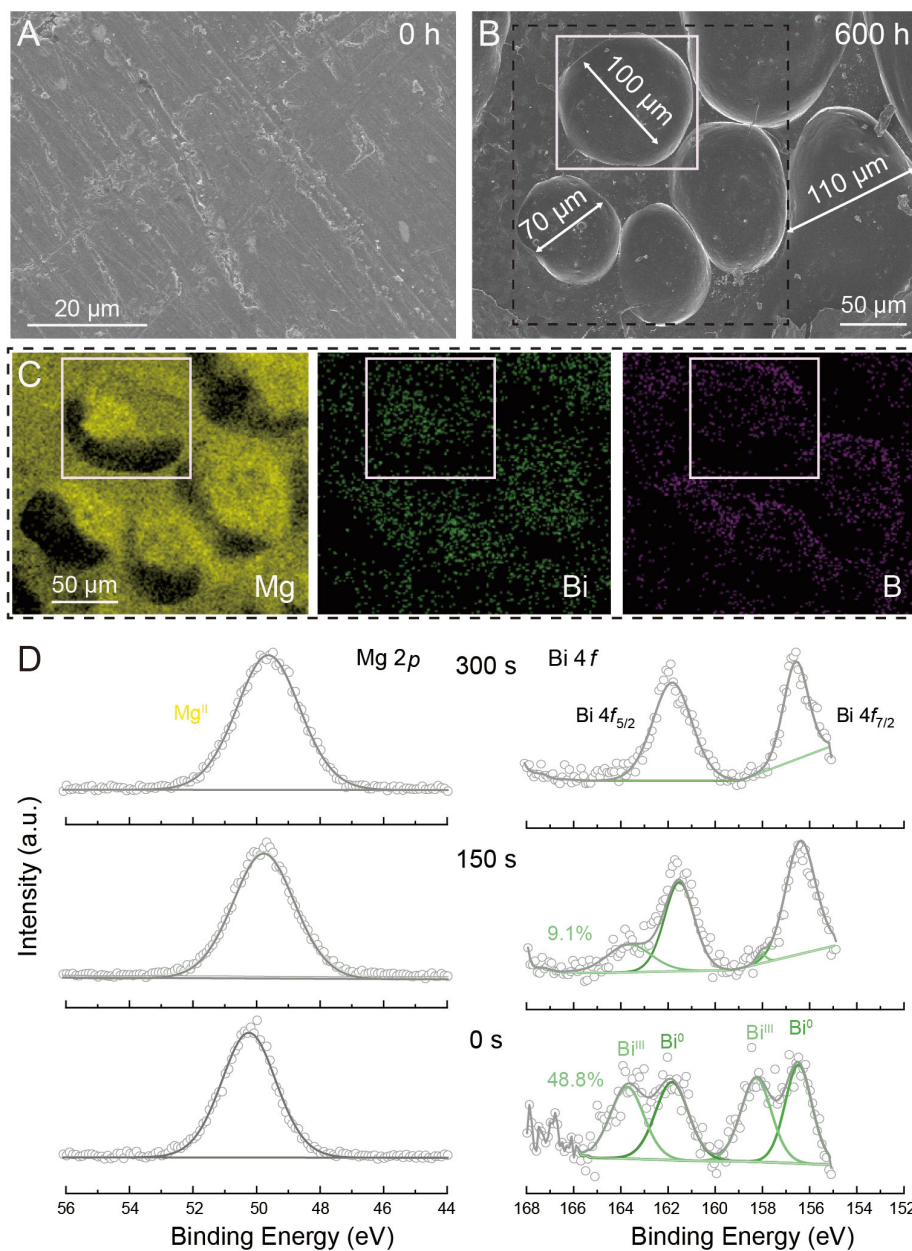 A
0 h
20 µm
B
600 h
100 µm
70 µm
110 µm
50 µm
C
50 µm
Mg
Bi
B
D
Mg 2p
300 s
Bi 4f
Mg^II
Bi 4f_5/2
Bi 4f_7/2
150 s
9.1%
0 s
Bi^III
Bi^0
Bi^III
Bi^0
48.8%
Intensity (a.u.)
56 54 52 50 48 46 44
168 166 164 162 160 158 156 154 152
Binding Energy (eV)
Binding Energy (eV)